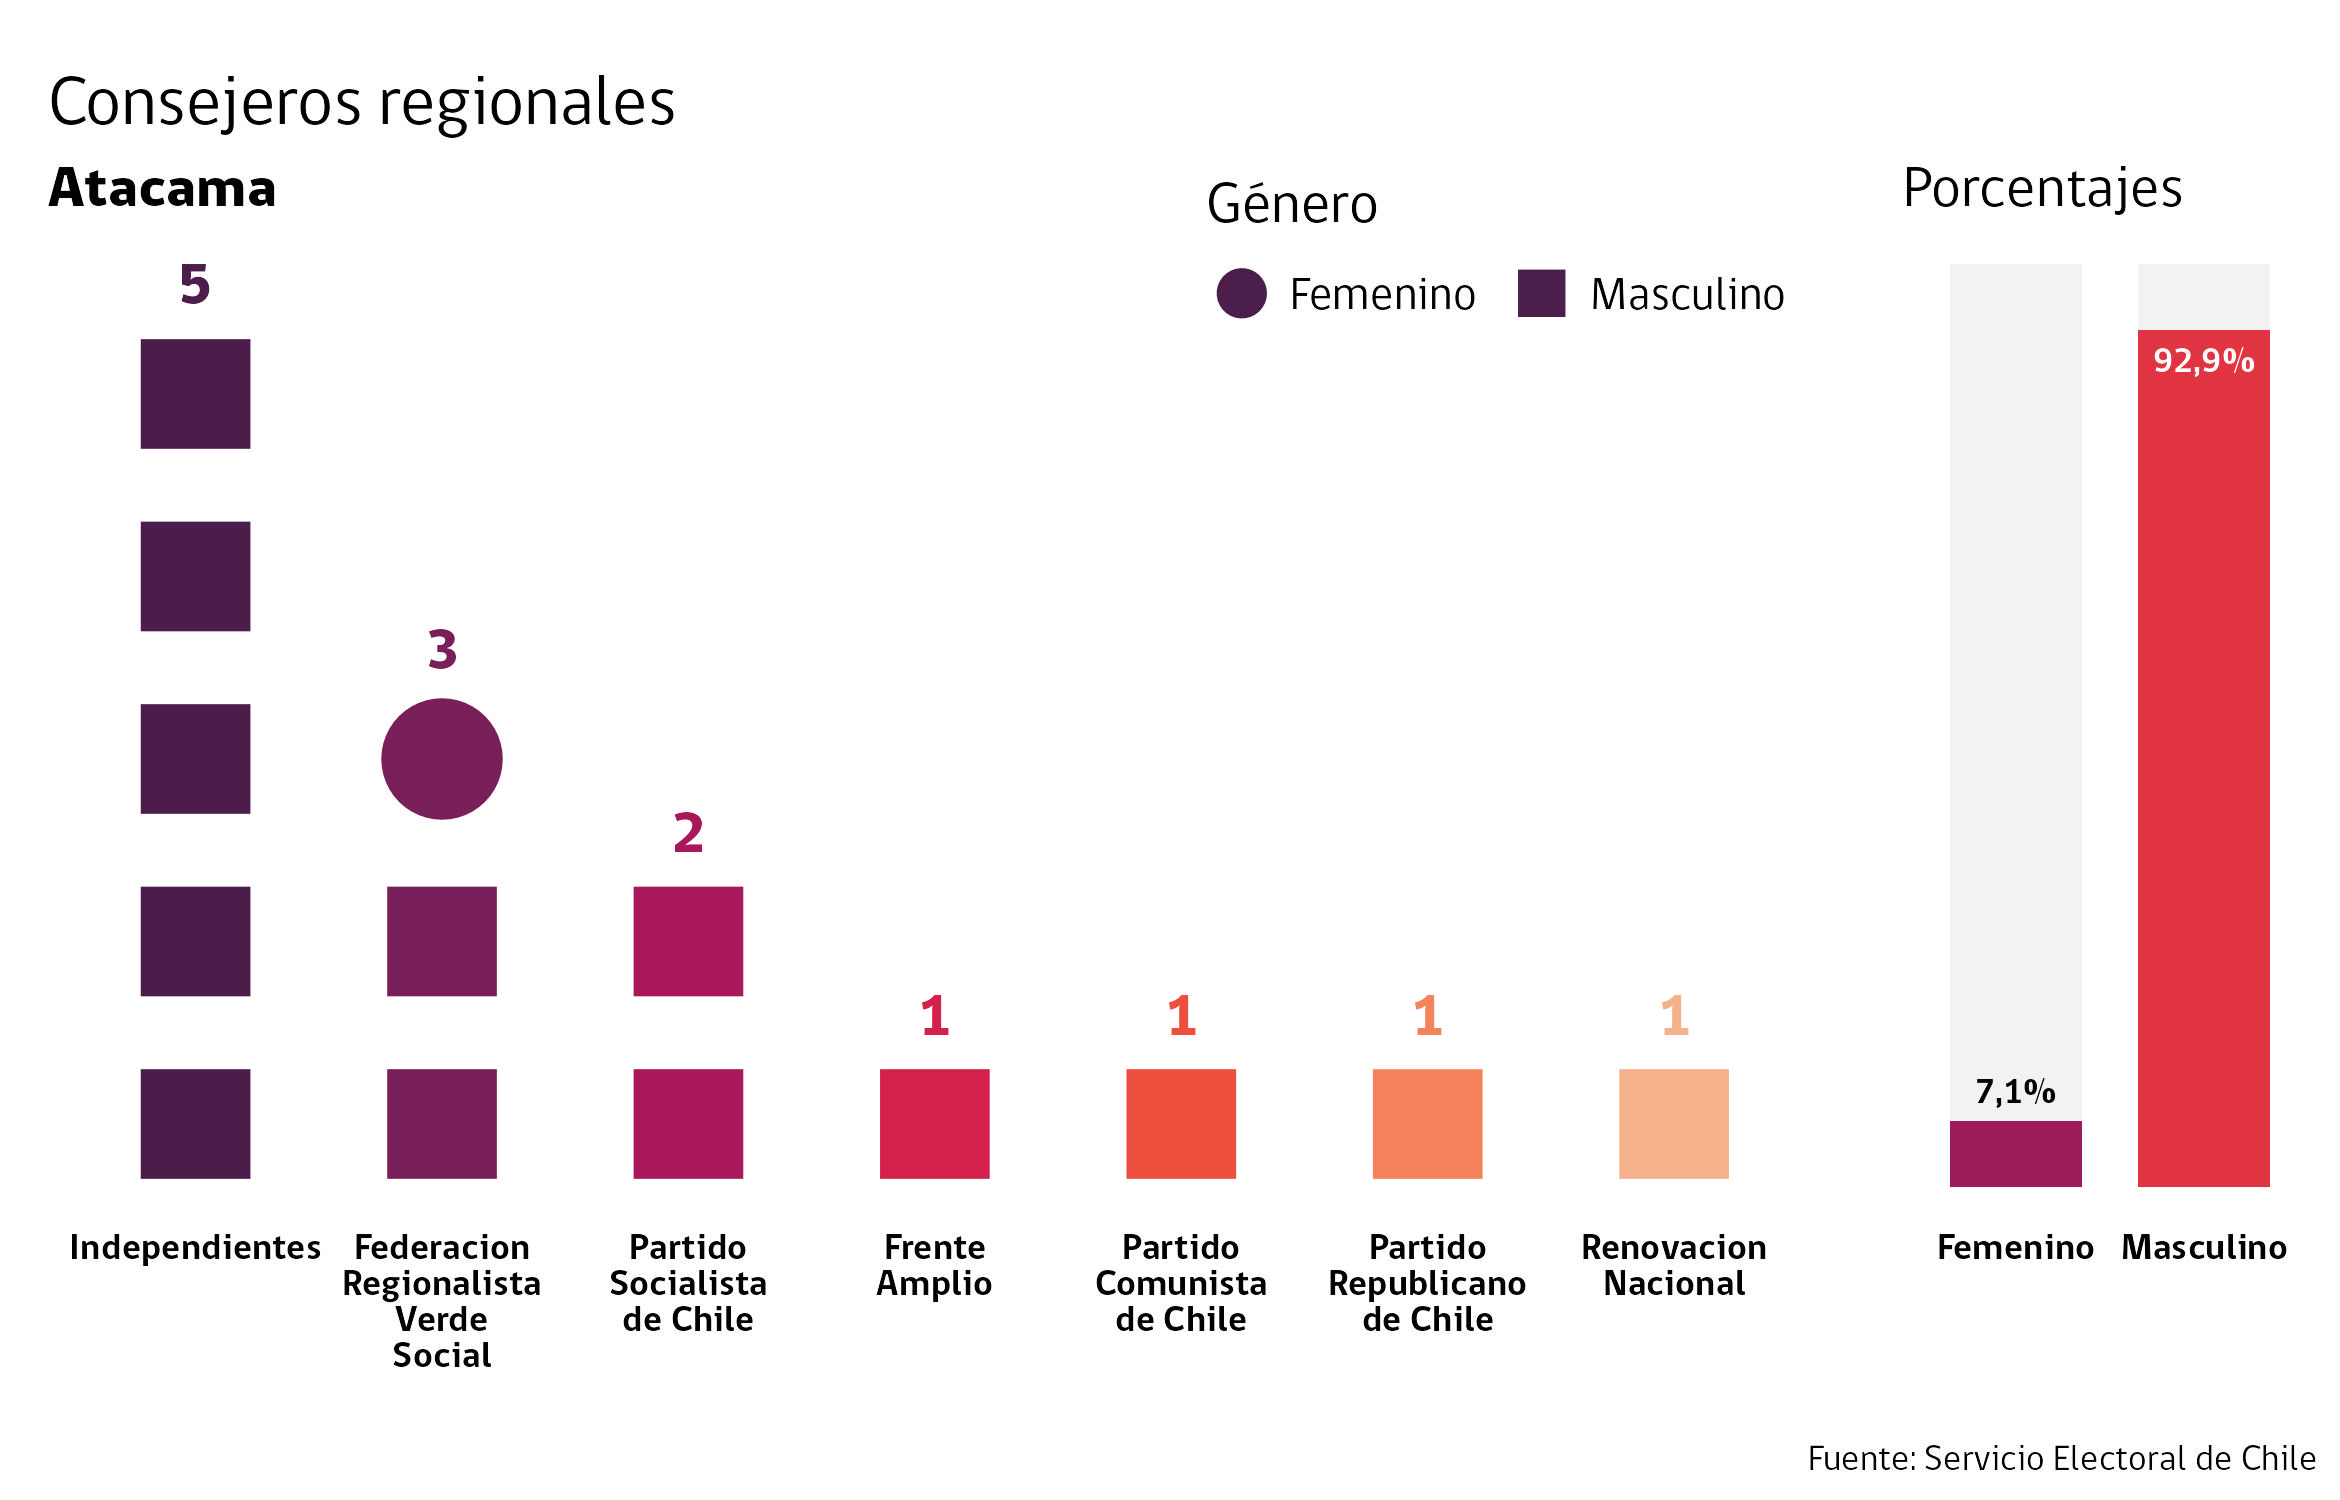 Consejeros regionales
Atacama
Género
Femenino
Masculino
Porcentajes
5
3
2
1
1
1
1
92,9%
7,1%
Independientes
Federacion
Regionalista
Verde
Social
Partido
Socialista
de Chile
Frente
Amplio
Partido
Comunista
de Chile
Partido
Republicano
de Chile
Renovacion
Nacional
Femenino
Masculino
Fuente: Servicio Electoral de Chile